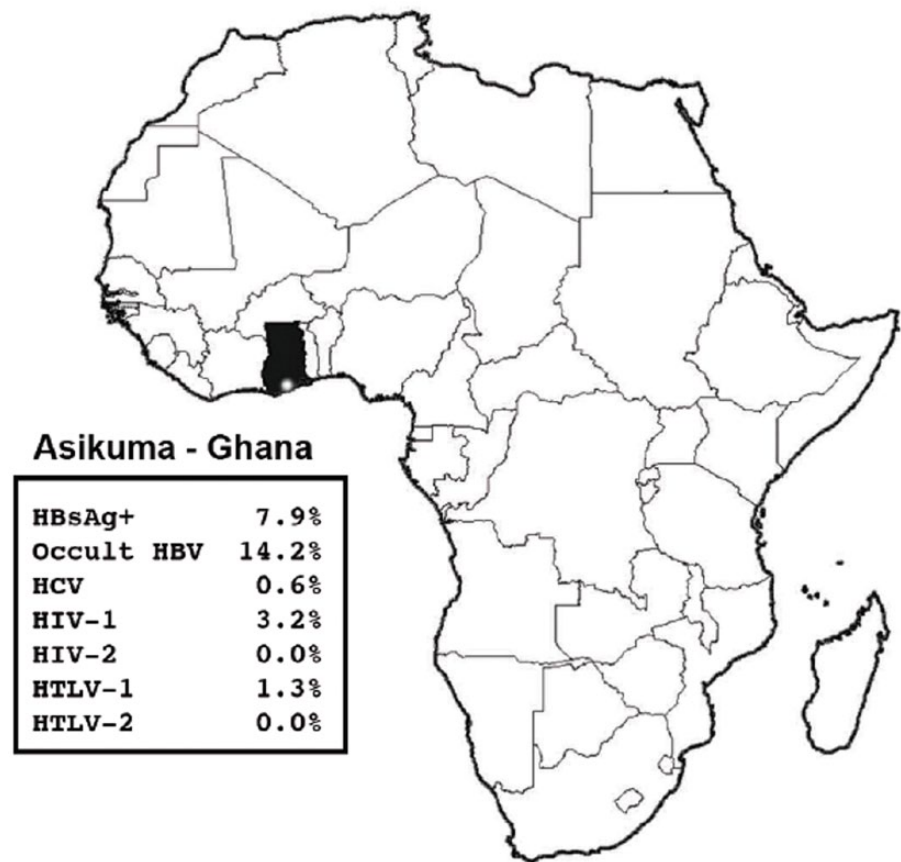 Asikuma - Ghana
HBsAg+ 7.9%
Occult HBV 14.2%
HCV 0.6%
HIV-1 3.2%
HIV-2 0.0%
HTLV-1 1.3%
HTLV-2 0.0%